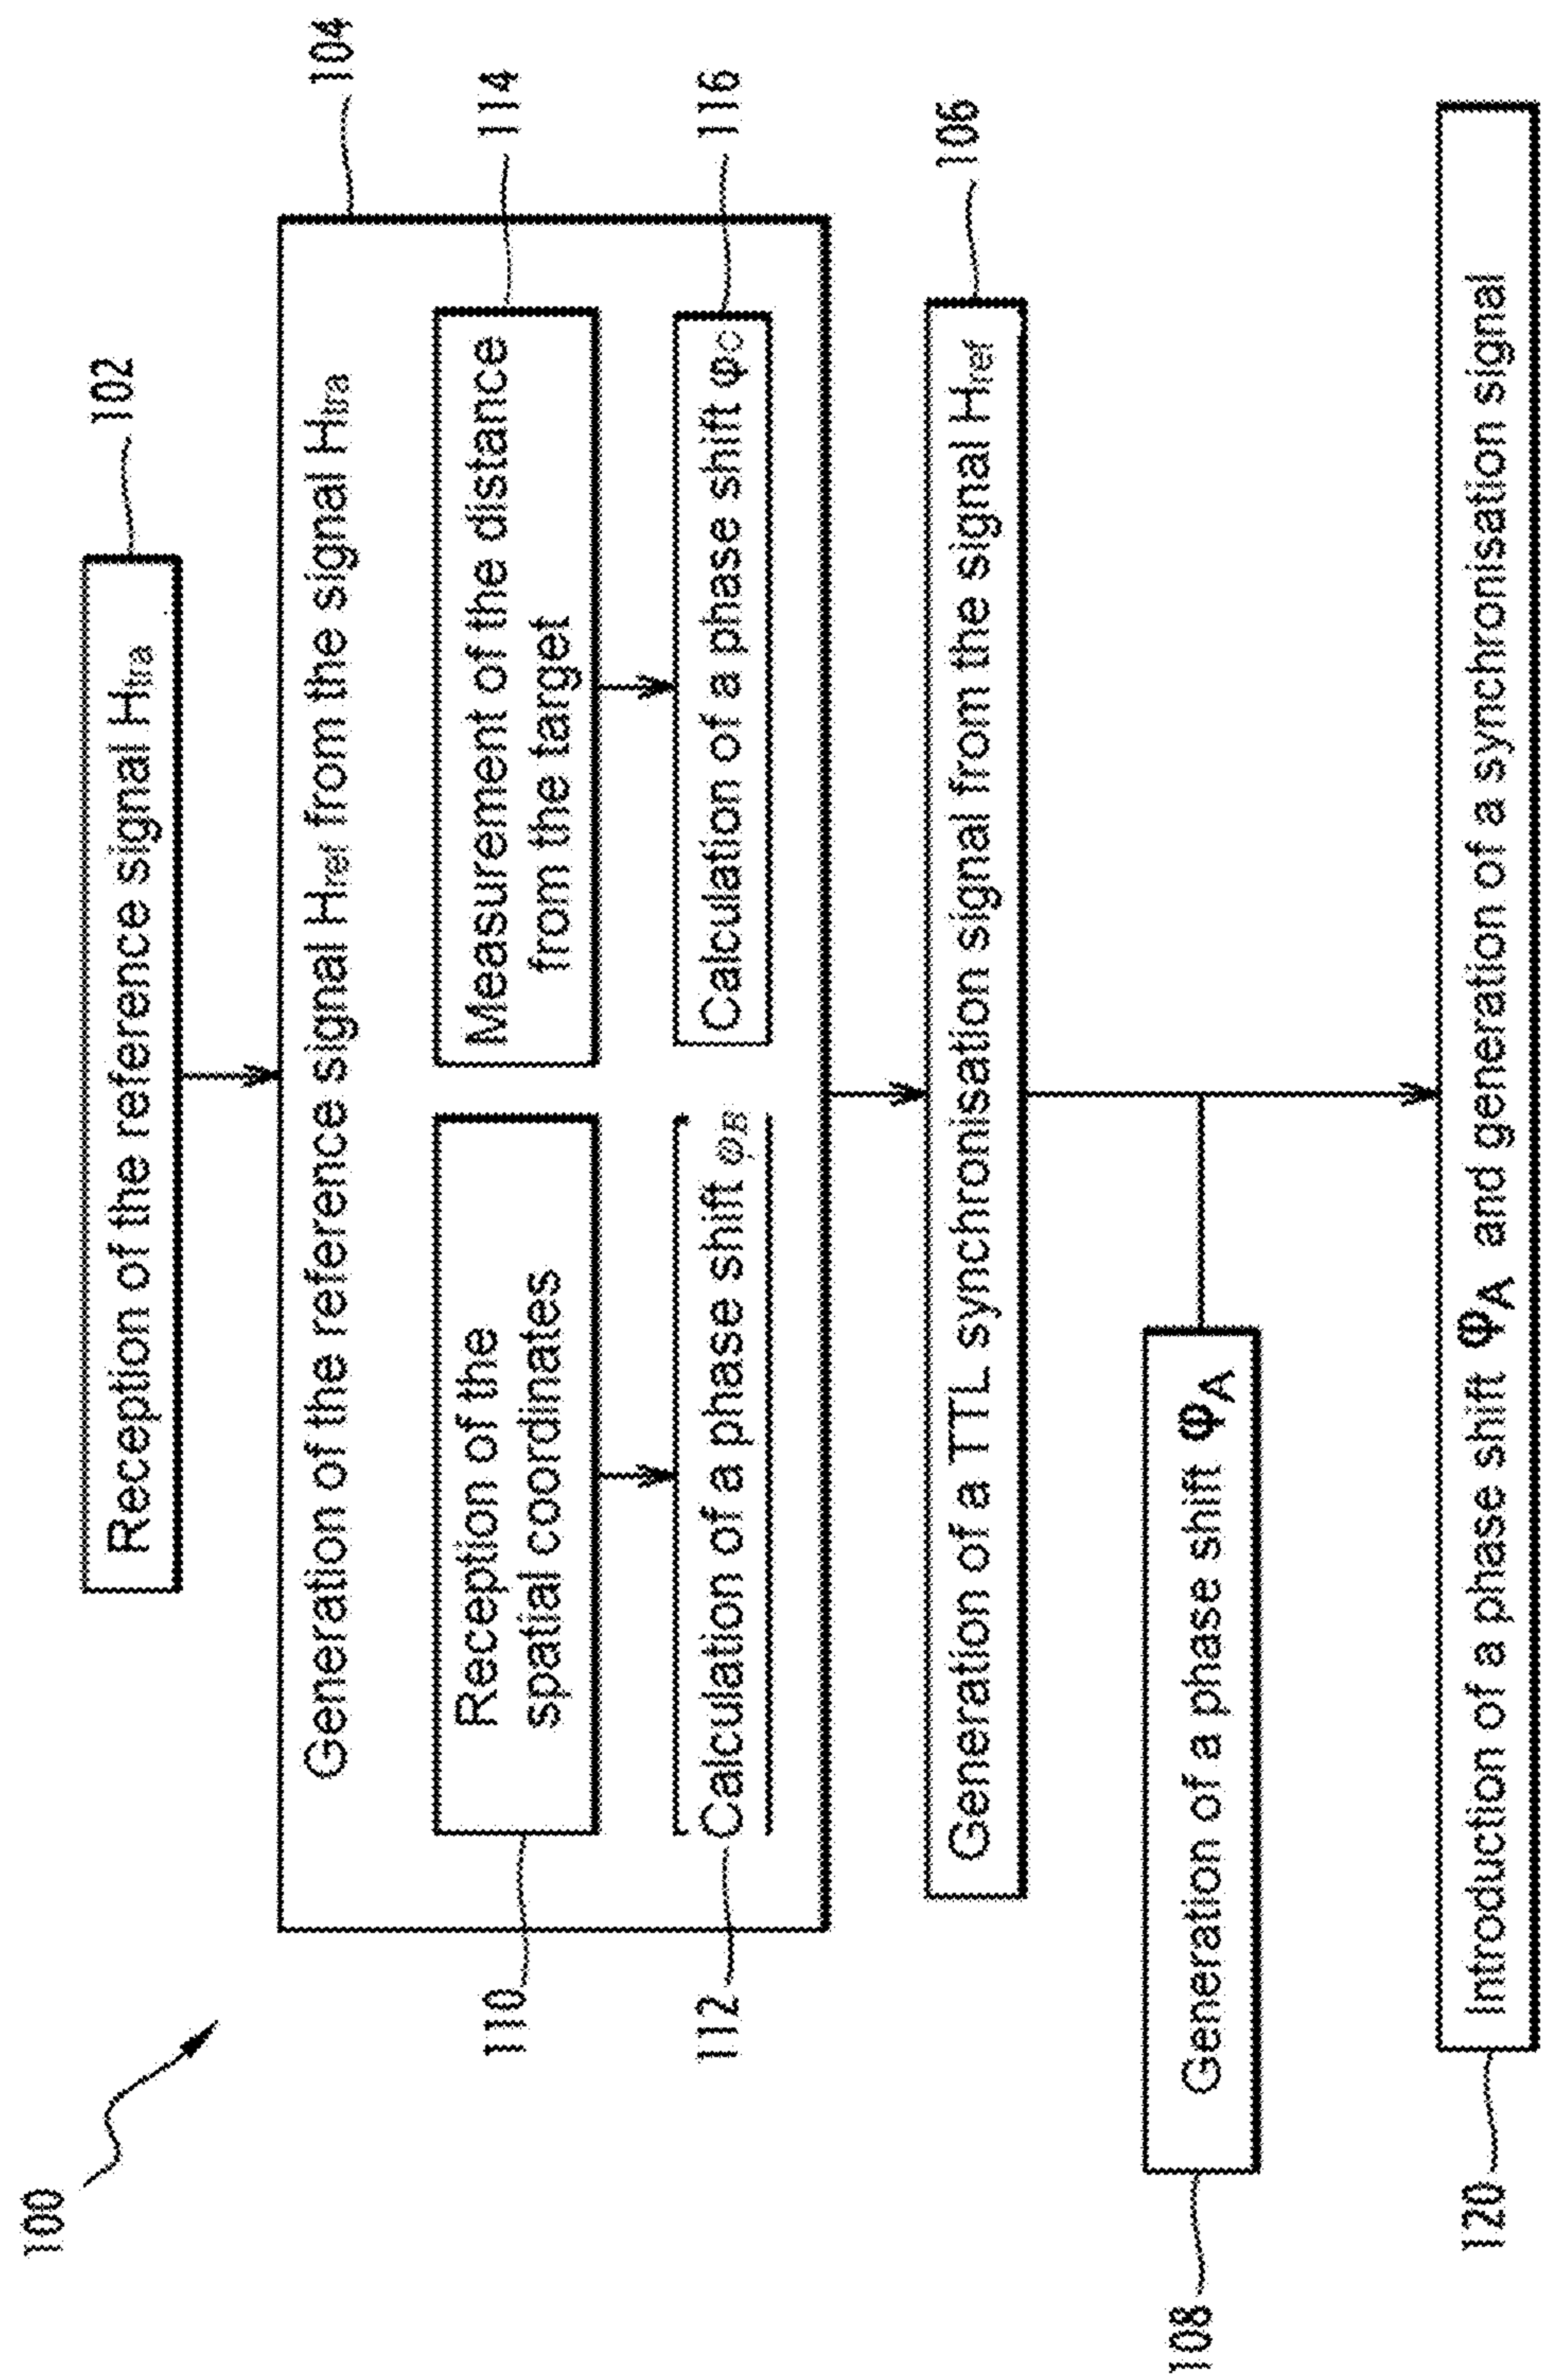 100
102
Reception of the reference signal Htra
104
Generation of the reference signal Href from the signal Htra
110
Reception of the
spatial coordinates
114
Measurement of the distance
from the target
112
Calculation of a phase shift φB
116
Calculation of a phase shift φC
106
Generation of a TTL synchronisation signal from the signal Href
108
Generation of a phase shift φA
120
Introduction of a phase shift φA and generation of a synchronisation signal